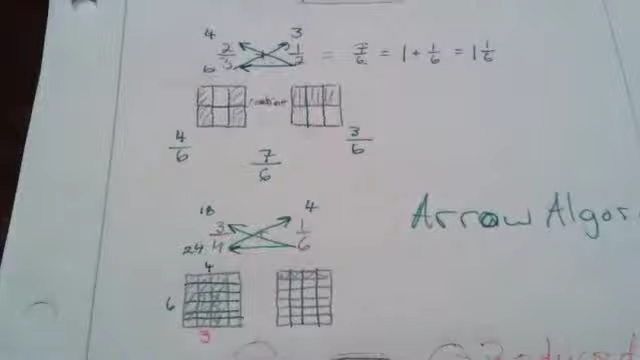 4 3
2/3 + 1/2 = 7/6 = 1 + 1/6 = 1 1/6
6
combine
4/6 7/6 3/6
Arrow Algor
18 4
3/4 + 1/6
24
4
6
3